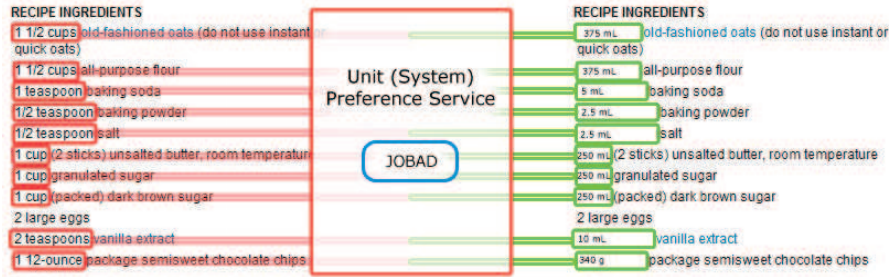 RECIPE INGREDIENTS
1 1/2 cups old-fashioned oats (do not use instant or
quick oats)
1 1/2 cups all-purpose flour
1 teaspoon baking soda
1/2 teaspoon baking powder
1/2 teaspoon salt
1 cup (2 sticks) unsalted butter, room temperature
1 cup granulated sugar
1 cup (packed) dark brown sugar
2 large eggs
2 teaspoons vanilla extract
1 12-ounce package semisweet chocolate chips
Unit (System)
Preference Service
JOBAD
RECIPE INGREDIENTS
375 mL old-fashioned oats (do not use instant or
quick oats)
375 mL all-purpose flour
5 mL baking soda
2.5 mL baking powder
2.5 mL salt
250 mL (2 sticks) unsalted butter, room temperature
250 mL granulated sugar
250 mL (packed) dark brown sugar
2 large eggs
10 mL vanilla extract
340 g package semisweet chocolate chips